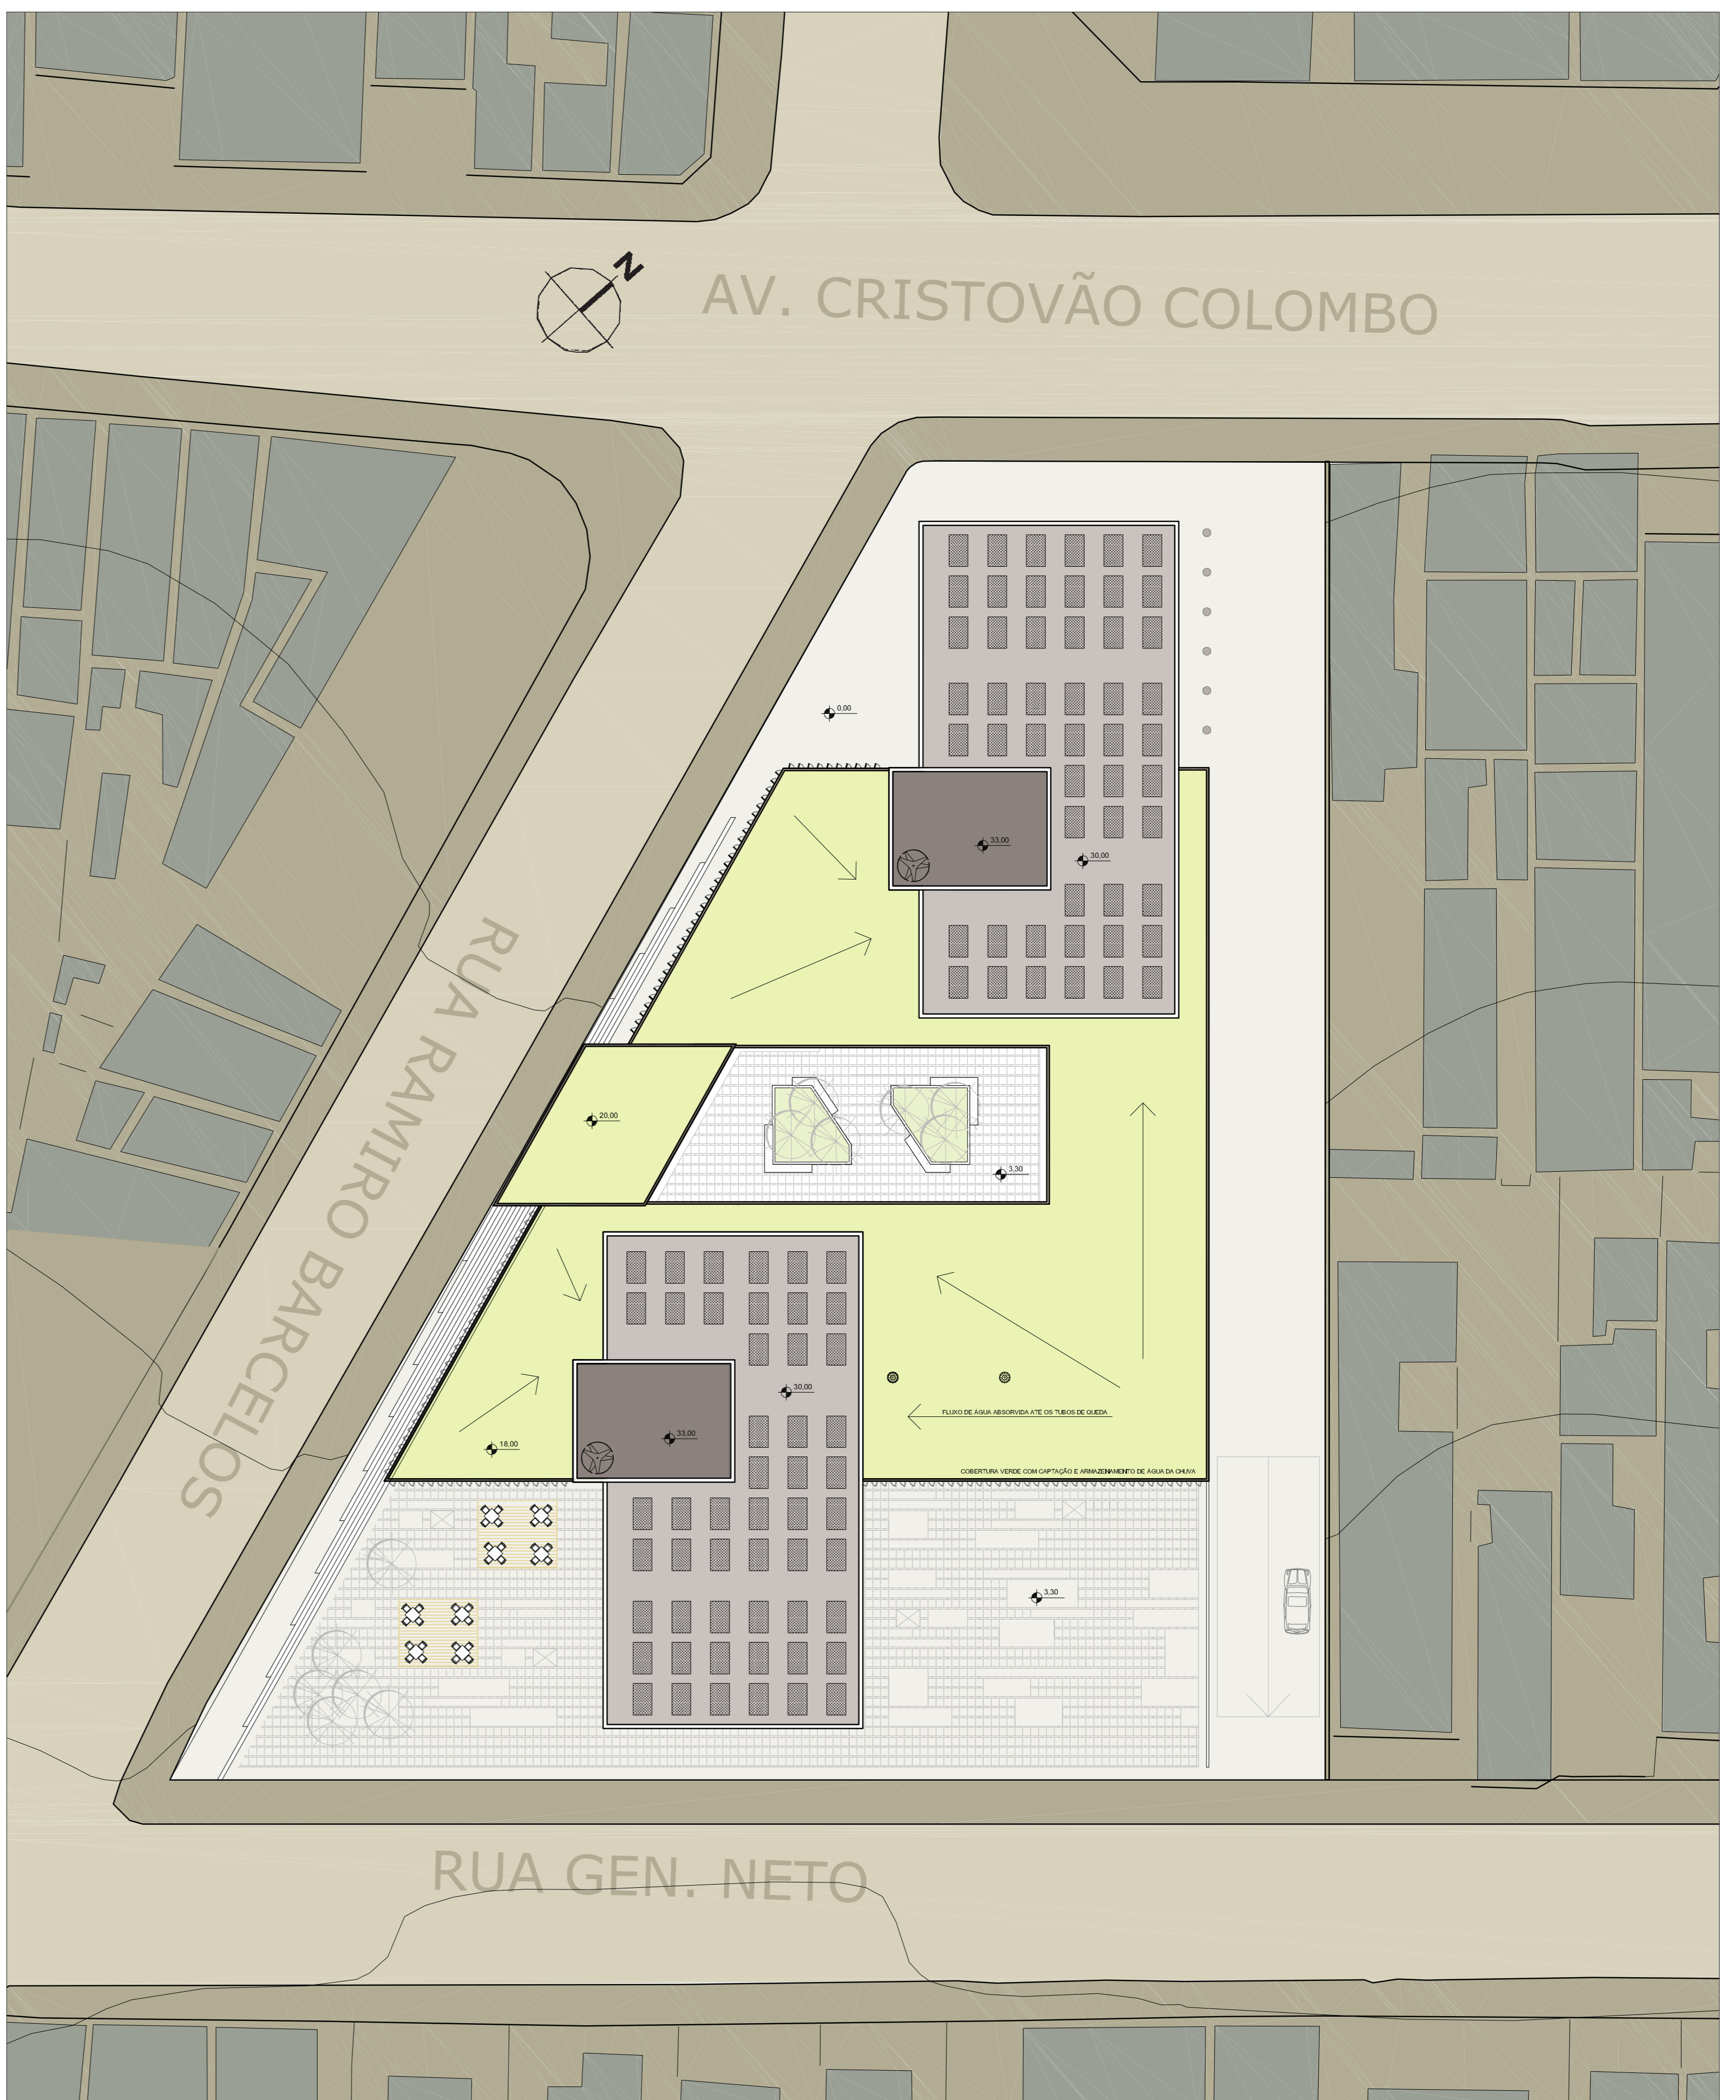 N
AV. CRISTOVÃO COLOMBO
0,00
33,00
30,00
RUA RAMIRO BARCELOS
20,00
3,30
30,00
FLUXO DE ÁGUA ABSORVIDA ATÉ OS TUBOS DE QUEDA
33,00
18,00
COBERTURA VERDE COM CAPTAÇÃO E ARMAZENAMENTO DE ÁGUA DA CHUVA
3,30
RUA GEN. NETO